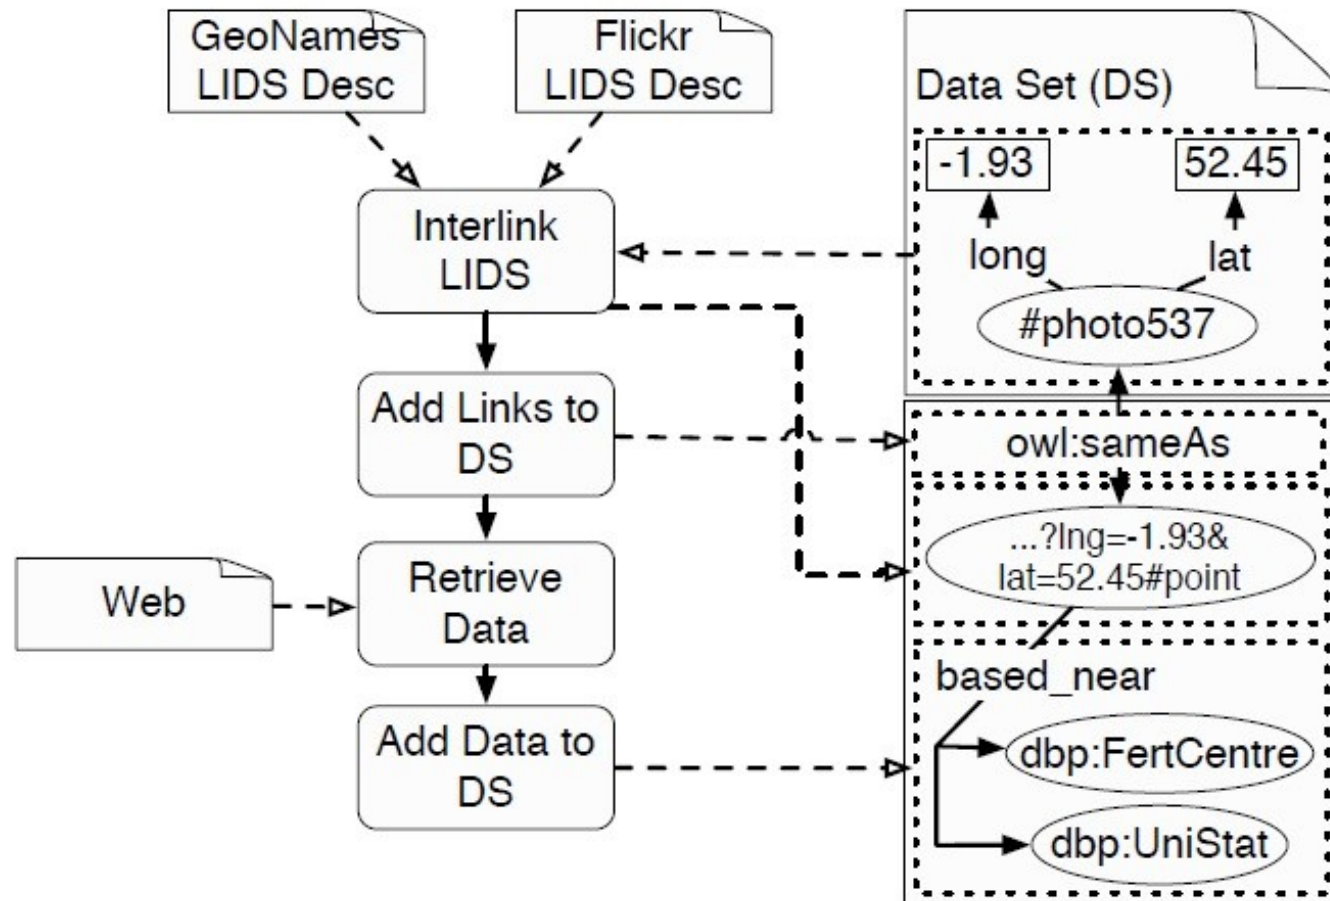 GeoNames
LIDS Desc
Flickr
LIDS Desc
Interlink
LIDS
Add Links to
DS
Web
Retrieve
Data
Add Data to
DS
Data Set (DS)
-1.93
52.45
long
lat
#photo537
owl:sameAs
...?lng=-1.93&
lat=52.45#point
based_near
dbp:FertCentre
dbp:UniStat